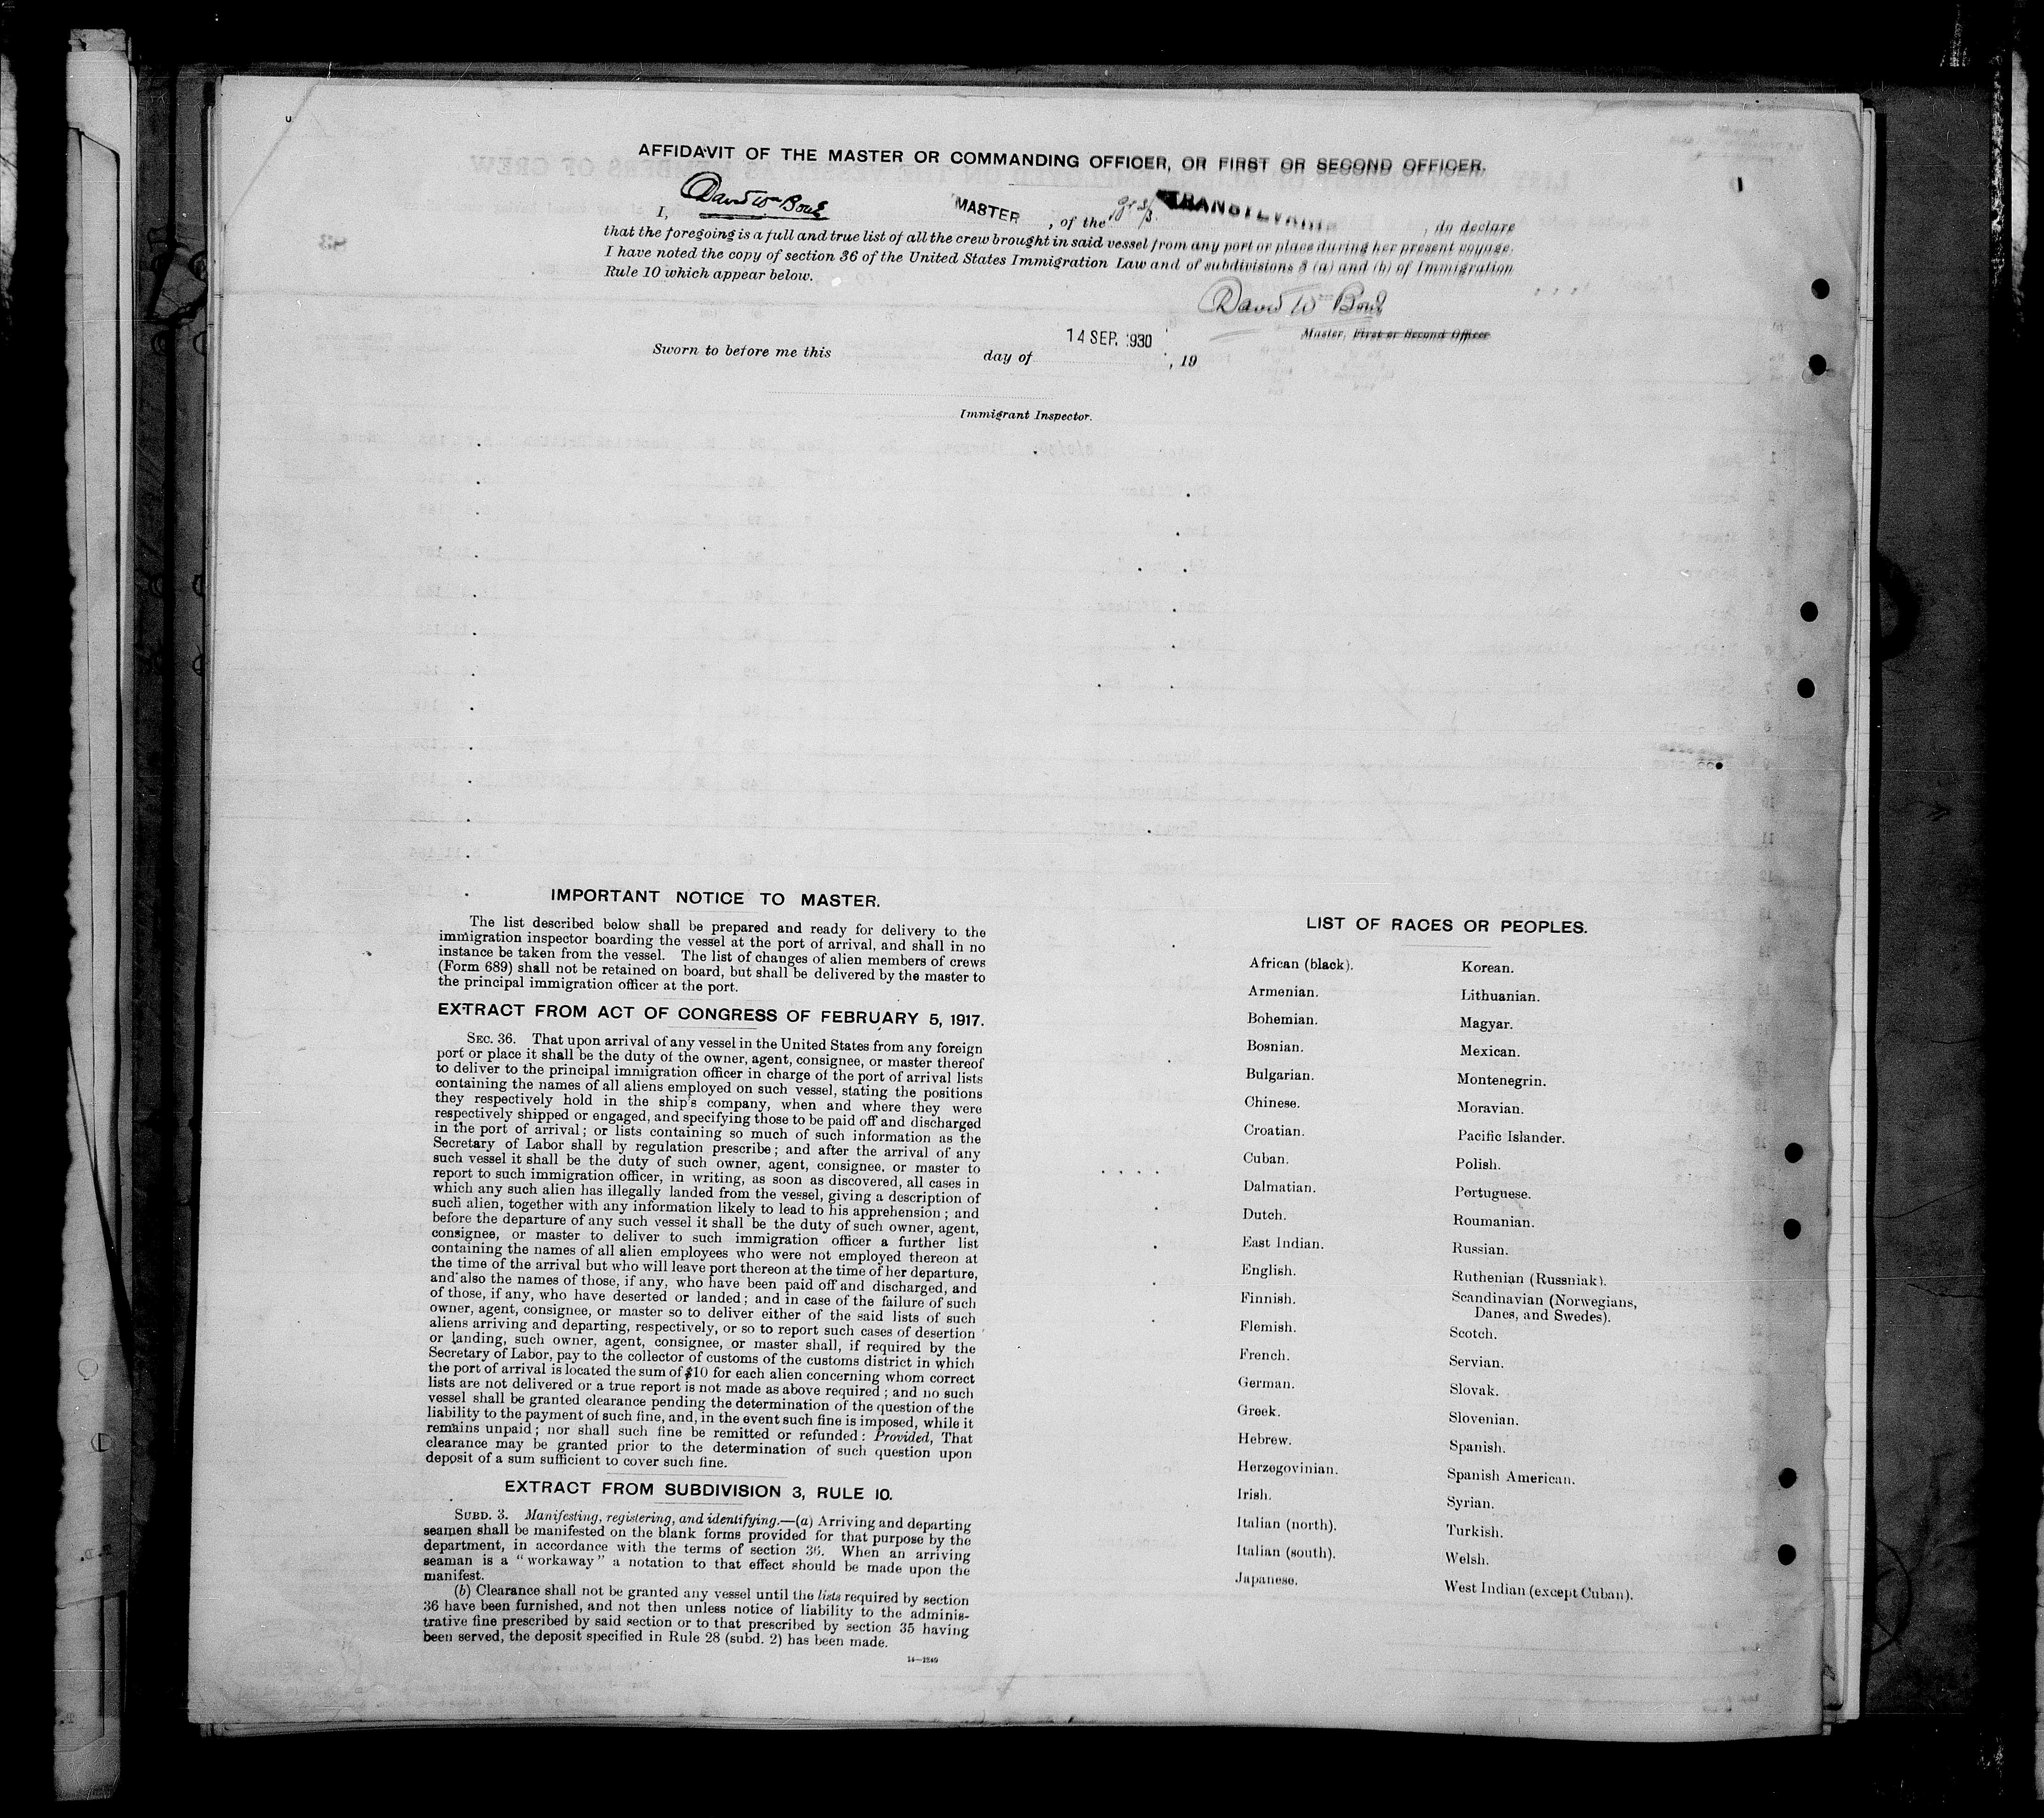 AFFIDAVIT OF THE MASTER OR COMMANDING OFFICER, OR FIRST OR SECOND OFFICER.
I, David Wm Bone MASTER, of the TRANSYLVANIA, do declare
that the foregoing is a full and true list of all the crew brought in said vessel from any port or place during her present voyage.
I have noted the copy of section 36 of the United States Immigration Law and of subdivisions 3 (a) and (b) of Immigration
Rule 10 which appear below.
David Wm Bone
Master, First or Second Officer
14 SEP. 1930
Sworn to before me this day of , 19
Immigrant Inspector.
IMPORTANT NOTICE TO MASTER.
The list described below shall be prepared and ready for delivery to the
immigration inspector boarding the vessel at the port of arrival, and shall in no
instance be taken from the vessel. The list of changes of alien members of crews
(Form 689) shall not be retained on board, but shall be delivered by the master to
the principal immigration officer at the port.
EXTRACT FROM ACT OF CONGRESS OF FEBRUARY 5, 1917.
SEC. 36. That upon arrival of any vessel in the United States from any foreign
port or place it shall be the duty of the owner, agent, consignee, or master thereof
to deliver to the principal immigration officer in charge of the port of arrival lists
containing the names of all aliens employed on such vessel, stating the positions
they respectively hold in the ship's company, when and where they were
respectively shipped or engaged, and specifying those to be paid off and discharged
in the port of arrival; or lists containing so much of such information as the
Secretary of Labor shall by regulation prescribe; and after the arrival of any
such vessel it shall be the duty of such owner, agent, consignee, or master to
report to such immigration officer, in writing, as soon as discovered, all cases in
which any such alien has illegally landed from the vessel, giving a description of
such alien, together with any information likely to lead to his apprehension; and
before the departure of any such vessel it shall be the duty of such owner, agent,
consignee, or master to deliver to such immigration officer a further list
containing the names of all alien employees who were not employed thereon at
the time of the arrival but who will leave port thereon at the time of her departure,
and also the names of those, if any, who have been paid off and discharged, and
of those, if any, who have deserted or landed; and in case of the failure of such
owner, agent, consignee, or master so to deliver either of the said lists of such
aliens arriving and departing, respectively, or so to report such cases of desertion
or landing, such owner, agent, consignee, or master shall, if required by the
Secretary of Labor, pay to the collector of customs of the customs district in which
the port of arrival is located the sum of $10 for each alien concerning whom correct
lists are not delivered or a true report is not made as above required; and no such
vessel shall be granted clearance pending the determination of the question of the
liability to the payment of such fine, and, in the event such fine is imposed, while it
remains unpaid; nor shall such fine be remitted or refunded: Provided, That
clearance may be granted prior to the determination of such question upon
deposit of a sum sufficient to cover such fine.
EXTRACT FROM SUBDIVISION 3, RULE 10.
SUBD. 3. Manifesting, registering, and identifying.—(a) Arriving and departing
seamen shall be manifested on the blank forms provided for that purpose by the
department, in accordance with the terms of section 36. When an arriving
seaman is a "workaway" a notation to that effect should be made upon the
manifest.
(b) Clearance shall not be granted any vessel until the lists required by section
36 have been furnished, and not then unless notice of liability to the adminis-
trative fine prescribed by said section or to that prescribed by section 35 having
been served, the deposit specified in Rule 28 (subd. 2) has been made.
14—1240
LIST OF RACES OR PEOPLES.
African (black).
Armenian.
Bohemian.
Bosnian.
Bulgarian.
Chinese.
Croatian.
Cuban.
Dalmatian.
Dutch.
East Indian.
English.
Finnish.
Flemish.
French.
German.
Greek.
Hebrew.
Herzegovinian.
Irish.
Italian (north).
Italian (south).
Japanese.
Korean.
Lithuanian.
Magyar.
Mexican.
Montenegrin.
Moravian.
Pacific Islander.
Polish.
Portuguese.
Roumanian.
Russian.
Ruthenian (Russniak).
Scandinavian (Norwegians,
Danes, and Swedes).
Scotch.
Servian.
Slovak.
Slovenian.
Spanish.
Spanish American.
Syrian.
Turkish.
Welsh.
West Indian (except Cuban).